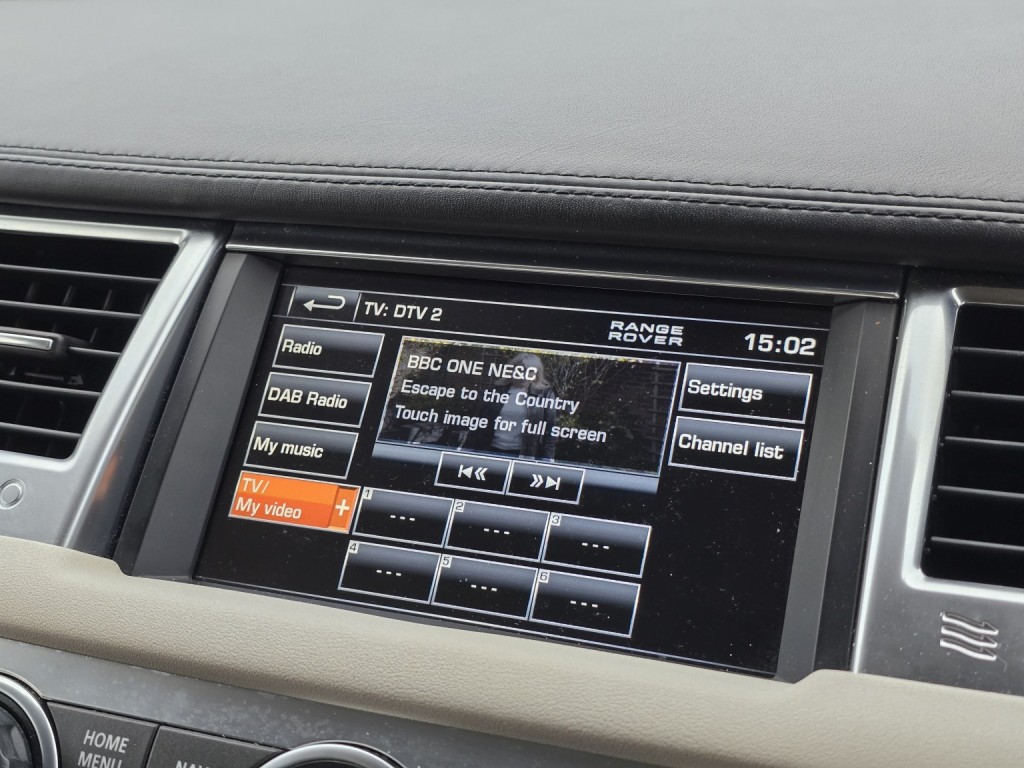 TV: DTV 2
RANGE
ROVER
15:02
Radio
DAB Radio
My music
TV/
My video
+
BBC ONE NE&C
Escape to the Country
Touch image for full screen
Settings
Channel list
1 ---
2 ---
3 ---
4 ---
5 ---
6 ---
HOME
MENU